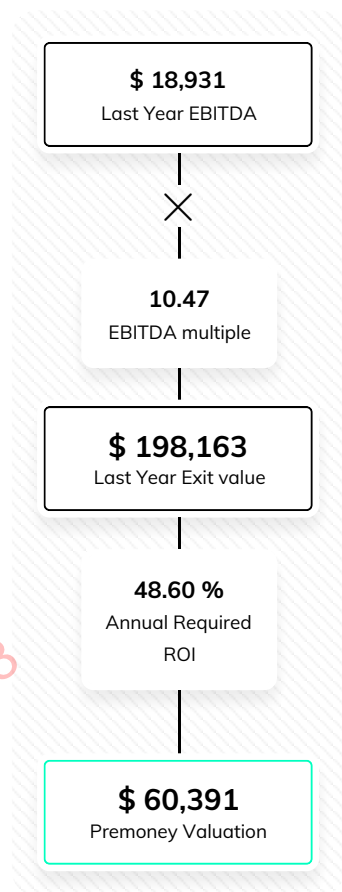 $ 18,931
Last Year EBITDA
10.47
EBITDA multiple
$ 198,163
Last Year Exit value
48.60 %
Annual Required
ROI
$ 60,391
Premoney Valuation